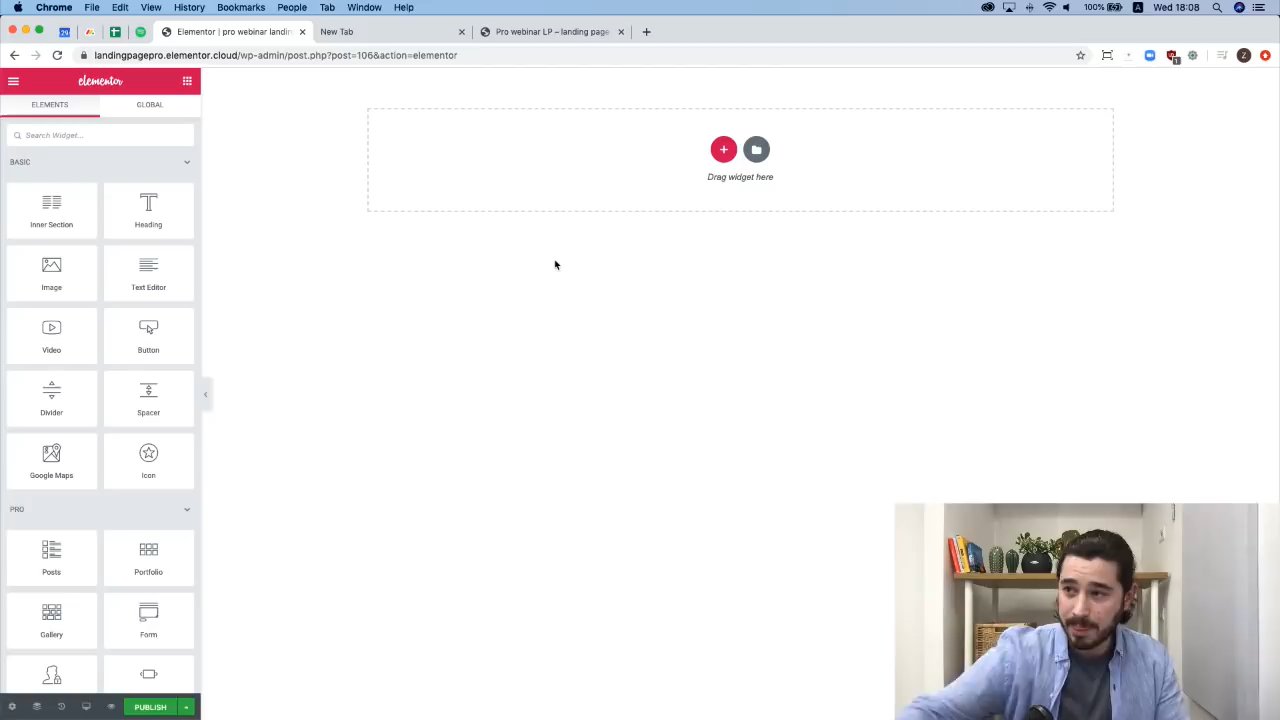 Chrome File Edit View History Bookmarks People Tab Window Help
100% A Wed 18:08
31 Elementor | pro webinar landin New Tab Pro webinar LP – landing page
landingpagepro.elementor.cloud/wp-admin/post.php?post=106&action=elementor
1 Z
elementor
ELEMENTS GLOBAL
Search Widget...
BASIC
Drag widget here
Inner Section Heading
Image Text Editor
Video Button
Divider Spacer
Google Maps Icon
PRO
Posts Portfolio
Gallery Form
PUBLISH